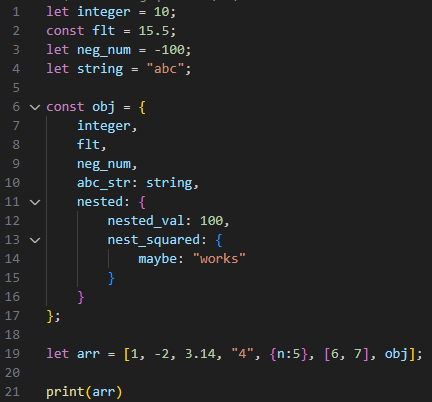 1 let integer = 10;
2 const flt = 15.5;
3 let neg_num = -100;
4 let string = "abc";
5
6 const obj = {
7     integer,
8     flt,
9     neg_num,
10     abc_str: string,
11     nested: {
12         nested_val: 100,
13         nest_squared: {
14             maybe: "works"
15         }
16     }
17 };
18
19 let arr = [1, -2, 3.14, "4", {n:5}, [6, 7], obj];
20
21 print(arr)